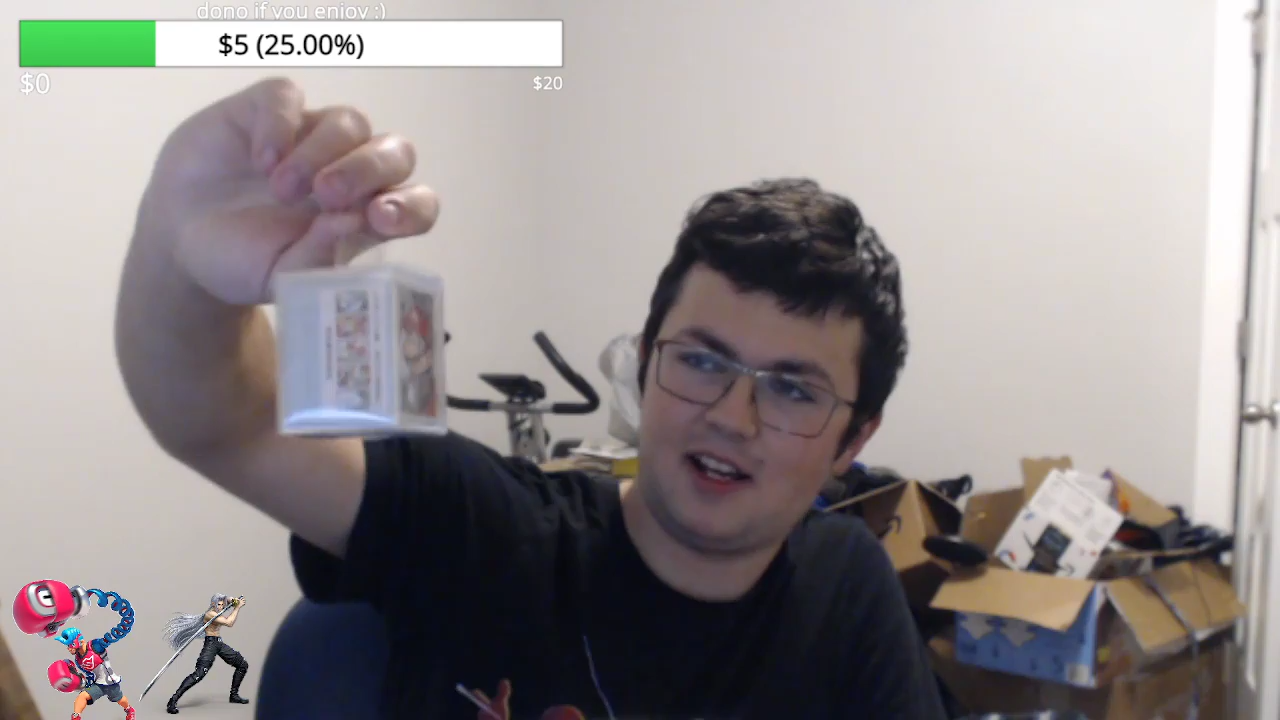 dono if you enjoy :)
$5 (25.00%)
$0
$20